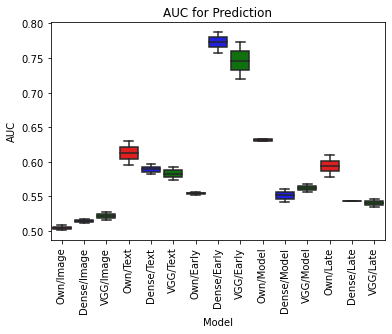 AUC for Prediction
AUC
0.80
0.75
0.70
0.65
0.60
0.55
0.50
Own/Image
Dense/Image
VGG/Image
Own/Text
Dense/Text
VGG/Text
Own/Early
Dense/Early
VGG/Early
Own/Model
Dense/Model
VGG/Model
Own/Late
Dense/Late
VGG/Late
Model